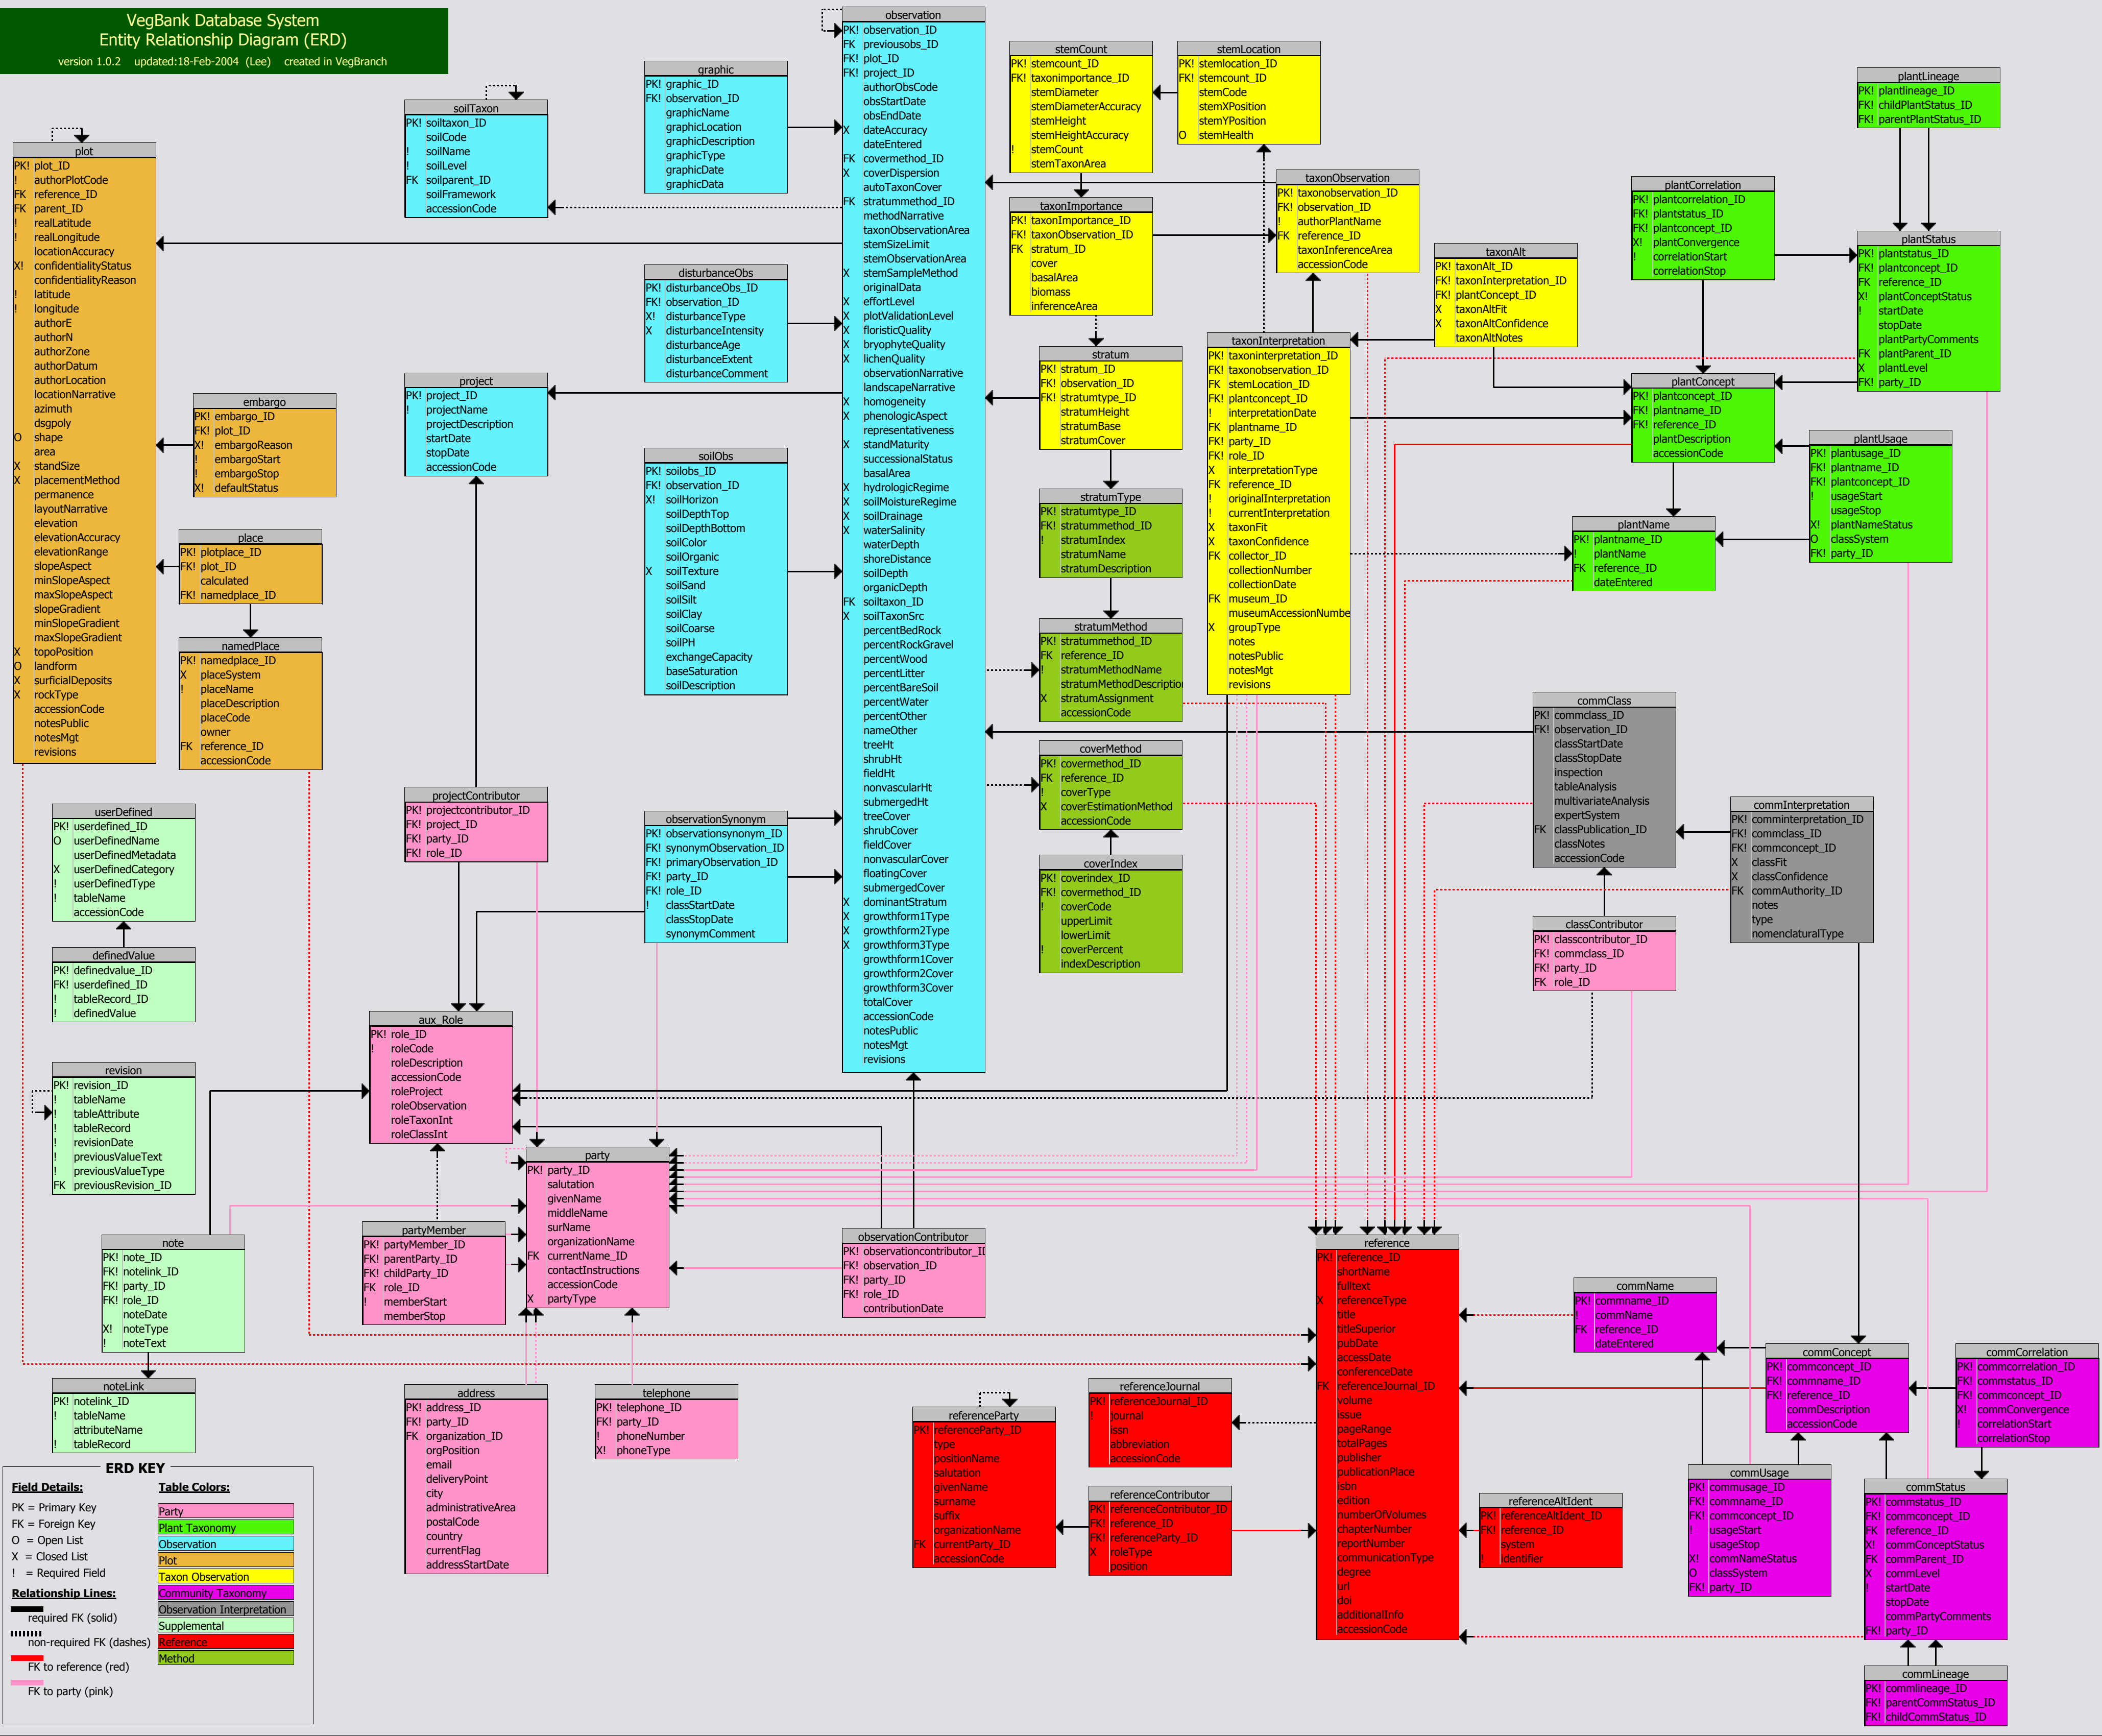 VegBank Database System
Entity Relationship Diagram (ERD)
version 1.0.2 updated:18-Feb-2004 (Lee) created in VegBranch
plot
PK! plot_ID
! authorPlotCode
FK reference_ID
FK parent_ID
! realLatitude
! realLongitude
locationAccuracy
X! confidentialityStatus
confidentialityReason
! latitude
! longitude
authorE
authorN
authorZone
authorDatum
authorLocation
locationNarrative
azimuth
dsgpoly
O shape
area
X standSize
X placementMethod
permanence
layoutNarrative
elevation
elevationAccuracy
elevationRange
slopeAspect
minSlopeAspect
maxSlopeAspect
slopeGradient
minSlopeGradient
maxSlopeGradient
X topoPosition
O landform
X surficialDeposits
X rockType
accessionCode
notesPublic
notesMgt
revisions
embargo
PK! embargo_ID
FK! plot_ID
X! embargoReason
! embargoStart
! embargoStop
X! defaultStatus
place
PK! plotplace_ID
FK! plot_ID
calculated
FK! namedplace_ID
namedPlace
PK! namedplace_ID
X placeSystem
! placeName
placeDescription
placeCode
owner
FK reference_ID
accessionCode
userDefined
PK! userdefined_ID
O userDefinedName
userDefinedMetadata
X userDefinedCategory
! userDefinedType
! tableName
accessionCode
definedValue
PK! definedvalue_ID
FK! userdefined_ID
! tableRecord_ID
! definedValue
revision
PK! revision_ID
! tableName
! tableAttribute
! tableRecord
! revisionDate
! previousValueText
! previousValueType
FK previousRevision_ID
note
PK! note_ID
FK! notelink_ID
FK! party_ID
FK! role_ID
noteDate
X! noteType
! noteText
noteLink
PK! notelink_ID
! tableName
attributeName
! tableRecord
soilTaxon
PK! soiltaxon_ID
soilCode
! soilName
! soilLevel
FK soilparent_ID
soilFramework
accessionCode
project
PK! project_ID
! projectName
projectDescription
startDate
stopDate
accessionCode
projectContributor
PK! projectcontributor_ID
FK! project_ID
FK! party_ID
FK! role_ID
aux_Role
PK! role_ID
! roleCode
roleDescription
accessionCode
roleProject
roleObservation
roleTaxonInt
roleClassInt
partyMember
PK! partyMember_ID
FK! parentParty_ID
FK! childParty_ID
FK role_ID
! memberStart
memberStop
party
PK! party_ID
salutation
givenName
middleName
surName
organizationName
FK currentName_ID
contactInstructions
accessionCode
X partyType
address
PK! address_ID
FK! party_ID
FK organization_ID
orgPosition
email
deliveryPoint
city
administrativeArea
postalCode
country
currentFlag
addressStartDate
telephone
PK! telephone_ID
FK! party_ID
! phoneNumber
X! phoneType
graphic
PK! graphic_ID
FK! observation_ID
graphicName
graphicLocation
graphicDescription
graphicType
graphicDate
graphicData
disturbanceObs
PK! disturbanceObs_ID
FK! observation_ID
X! disturbanceType
X disturbanceIntensity
disturbanceAge
disturbanceExtent
disturbanceComment
soilObs
PK! soilobs_ID
FK! observation_ID
X! soilHorizon
soilDepthTop
soilDepthBottom
soilColor
soilOrganic
X soilTexture
soilSand
soilSilt
soilClay
soilCoarse
soilPH
exchangeCapacity
baseSaturation
soilDescription
observationSynonym
PK! observationsynonym_ID
FK! synonymObservation_ID
FK! primaryObservation_ID
FK! party_ID
FK! role_ID
! classStartDate
classStopDate
synonymComment
observation
PK! observation_ID
FK previousobs_ID
FK! plot_ID
FK! project_ID
authorObsCode
obsStartDate
obsEndDate
X dateAccuracy
dateEntered
FK covermethod_ID
X coverDispersion
autoTaxonCover
FK stratummethod_ID
methodNarrative
taxonObservationArea
stemSizeLimit
stemObservationArea
X stemSampleMethod
originalData
X effortLevel
X plotValidationLevel
X floristicQuality
X bryophyteQuality
X lichenQuality
observationNarrative
landscapeNarrative
X homogeneity
X phenologicAspect
representativeness
X standMaturity
successionalStatus
basalArea
X hydrologicRegime
X soilMoistureRegime
X soilDrainage
X waterSalinity
waterDepth
shoreDistance
soilDepth
organicDepth
FK soiltaxon_ID
X soilTaxonSrc
percentBedRock
percentRockGravel
percentWood
percentLitter
percentBareSoil
percentWater
percentOther
nameOther
treeHt
shrubHt
fieldHt
nonvascularHt
submergedHt
treeCover
shrubCover
fieldCover
nonvascularCover
floatingCover
submergedCover
X dominantStratum
X growthform1Type
X growthform2Type
X growthform3Type
growthform1Cover
growthform2Cover
growthform3Cover
totalCover
accessionCode
notesPublic
notesMgt
revisions
observationContributor
PK! observationcontributor_ID
FK! observation_ID
FK! party_ID
FK! role_ID
contributionDate
stemCount
PK! stemcount_ID
FK! taxonimportance_ID
stemDiameter
stemDiameterAccuracy
stemHeight
stemHeightAccuracy
! stemCount
stemTaxonArea
stemLocation
PK! stemlocation_ID
FK! stemcount_ID
stemCode
stemXPosition
stemYPosition
O stemHealth
taxonImportance
PK! taxonImportance_ID
FK! taxonObservation_ID
FK stratum_ID
cover
basalArea
biomass
inferenceArea
taxonObservation
PK! taxonobservation_ID
FK! observation_ID
! authorPlantName
FK reference_ID
taxonInferenceArea
accessionCode
taxonAlt
PK! taxonAlt_ID
FK! taxonInterpretation_ID
FK! plantConcept_ID
X taxonAltFit
X taxonAltConfidence
taxonAltNotes
stratum
PK! stratum_ID
FK! observation_ID
FK! stratumtype_ID
stratumHeight
stratumBase
stratumCover
stratumType
PK! stratumtype_ID
FK! stratummethod_ID
! stratumIndex
stratumName
stratumDescription
stratumMethod
PK! stratummethod_ID
FK reference_ID
! stratumMethodName
stratumMethodDescription
X stratumAssignment
accessionCode
coverMethod
PK! covermethod_ID
FK reference_ID
! coverType
X coverEstimationMethod
accessionCode
coverIndex
PK! coverindex_ID
FK! covermethod_ID
! coverCode
upperLimit
lowerLimit
! coverPercent
indexDescription
taxonInterpretation
PK! taxoninterpretation_ID
FK! taxonobservation_ID
FK stemLocation_ID
FK! plantconcept_ID
! interpretationDate
FK plantname_ID
FK! party_ID
FK! role_ID
X interpretationType
FK reference_ID
! originalInterpretation
! currentInterpretation
X taxonFit
X taxonConfidence
FK collector_ID
collectionNumber
collectionDate
FK museum_ID
museumAccessionNumbe
X groupType
notes
notesPublic
notesMgt
revisions
plantLineage
PK! plantlineage_ID
FK! childPlantStatus_ID
FK! parentPlantStatus_ID
plantCorrelation
PK! plantcorrelation_ID
FK! plantstatus_ID
FK! plantconcept_ID
X! plantConvergence
! correlationStart
correlationStop
plantStatus
PK! plantstatus_ID
FK! plantconcept_ID
FK reference_ID
X! plantConceptStatus
! startDate
stopDate
plantPartyComments
FK plantParent_ID
X plantLevel
FK! party_ID
plantConcept
PK! plantconcept_ID
FK! plantname_ID
FK! reference_ID
plantDescription
accessionCode
plantUsage
PK! plantusage_ID
FK! plantname_ID
FK! plantconcept_ID
! usageStart
usageStop
X! plantNameStatus
O classSystem
FK! party_ID
plantName
PK! plantname_ID
! plantName
FK reference_ID
dateEntered
commClass
PK! commclass_ID
FK! observation_ID
classStartDate
classStopDate
inspection
tableAnalysis
multivariateAnalysis
expertSystem
FK classPublication_ID
classNotes
accessionCode
commInterpretation
PK! comminterpretation_ID
FK! commclass_ID
FK! commconcept_ID
X classFit
X classConfidence
FK commAuthority_ID
notes
type
nomenclaturalType
classContributor
PK! classcontributor_ID
FK! commclass_ID
FK! party_ID
FK role_ID
reference
PK! reference_ID
shortName
fulltext
X referenceType
title
titleSuperior
pubDate
accessDate
conferenceDate
FK referenceJournal_ID
volume
issue
pageRange
totalPages
publisher
publicationPlace
isbn
edition
numberOfVolumes
chapterNumber
reportNumber
communicationType
degree
url
doi
additionalInfo
accessionCode
referenceJournal
PK! referenceJournal_ID
! journal
issn
abbreviation
accessionCode
referenceParty
PK! referenceParty_ID
type
positionName
salutation
givenName
surname
suffix
organizationName
FK currentParty_ID
accessionCode
referenceContributor
PK! referenceContributor_ID
FK! reference_ID
FK! referenceParty_ID
X roleType
position
referenceAltIdent
PK! referenceAltIdent_ID
FK! reference_ID
system
! identifier
commName
PK! commname_ID
! commName
FK reference_ID
dateEntered
commConcept
PK! commconcept_ID
FK! commname_ID
FK! reference_ID
commDescription
accessionCode
commCorrelation
PK! commcorrelation_ID
FK! commstatus_ID
FK! commconcept_ID
X! commConvergence
! correlationStart
correlationStop
commUsage
PK! commusage_ID
FK! commname_ID
FK! commconcept_ID
! usageStart
usageStop
X! commNameStatus
O classSystem
FK! party_ID
commStatus
PK! commstatus_ID
FK! commconcept_ID
FK reference_ID
X! commConceptStatus
FK commParent_ID
X commLevel
! startDate
stopDate
commPartyComments
FK! party_ID
commLineage
PK! commlineage_ID
FK! parentCommStatus_ID
FK! childCommStatus_ID
ERD KEY
Field Details:
PK = Primary Key
FK = Foreign Key
O = Open List
X = Closed List
! = Required Field
Relationship Lines:
required FK (solid)
non-required FK (dashes)
FK to reference (red)
FK to party (pink)
Table Colors:
Party
Plant Taxonomy
Observation
Plot
Taxon Observation
Community Taxonomy
Observation Interpretation
Supplemental
Reference
Method